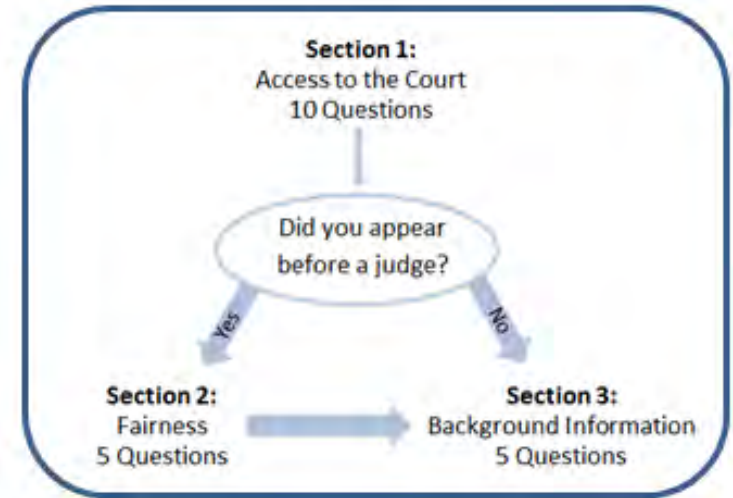 Section 1:
Access to the Court
10 Questions
Did you appear
before a judge?
Yes
No
Section 2:
Fairness
5 Questions
Section 3:
Background Information
5 Questions